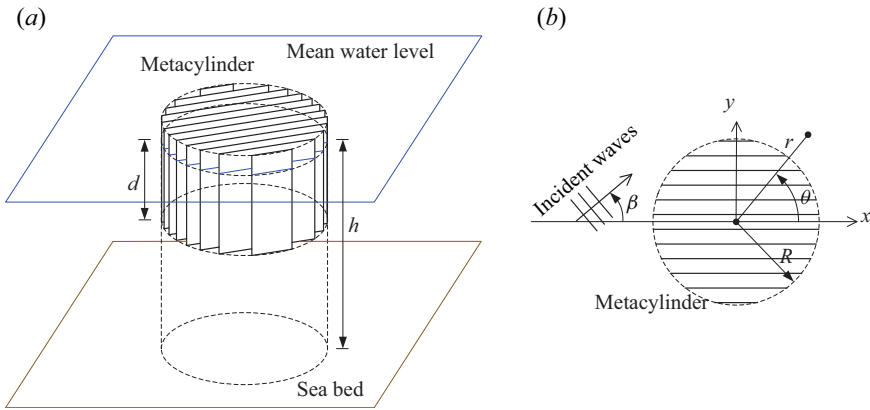 (a)
Mean water level
Metacylinder
d
h
Sea bed
(b)
y
r
Incident waves
β
θ
x
R
Metacylinder